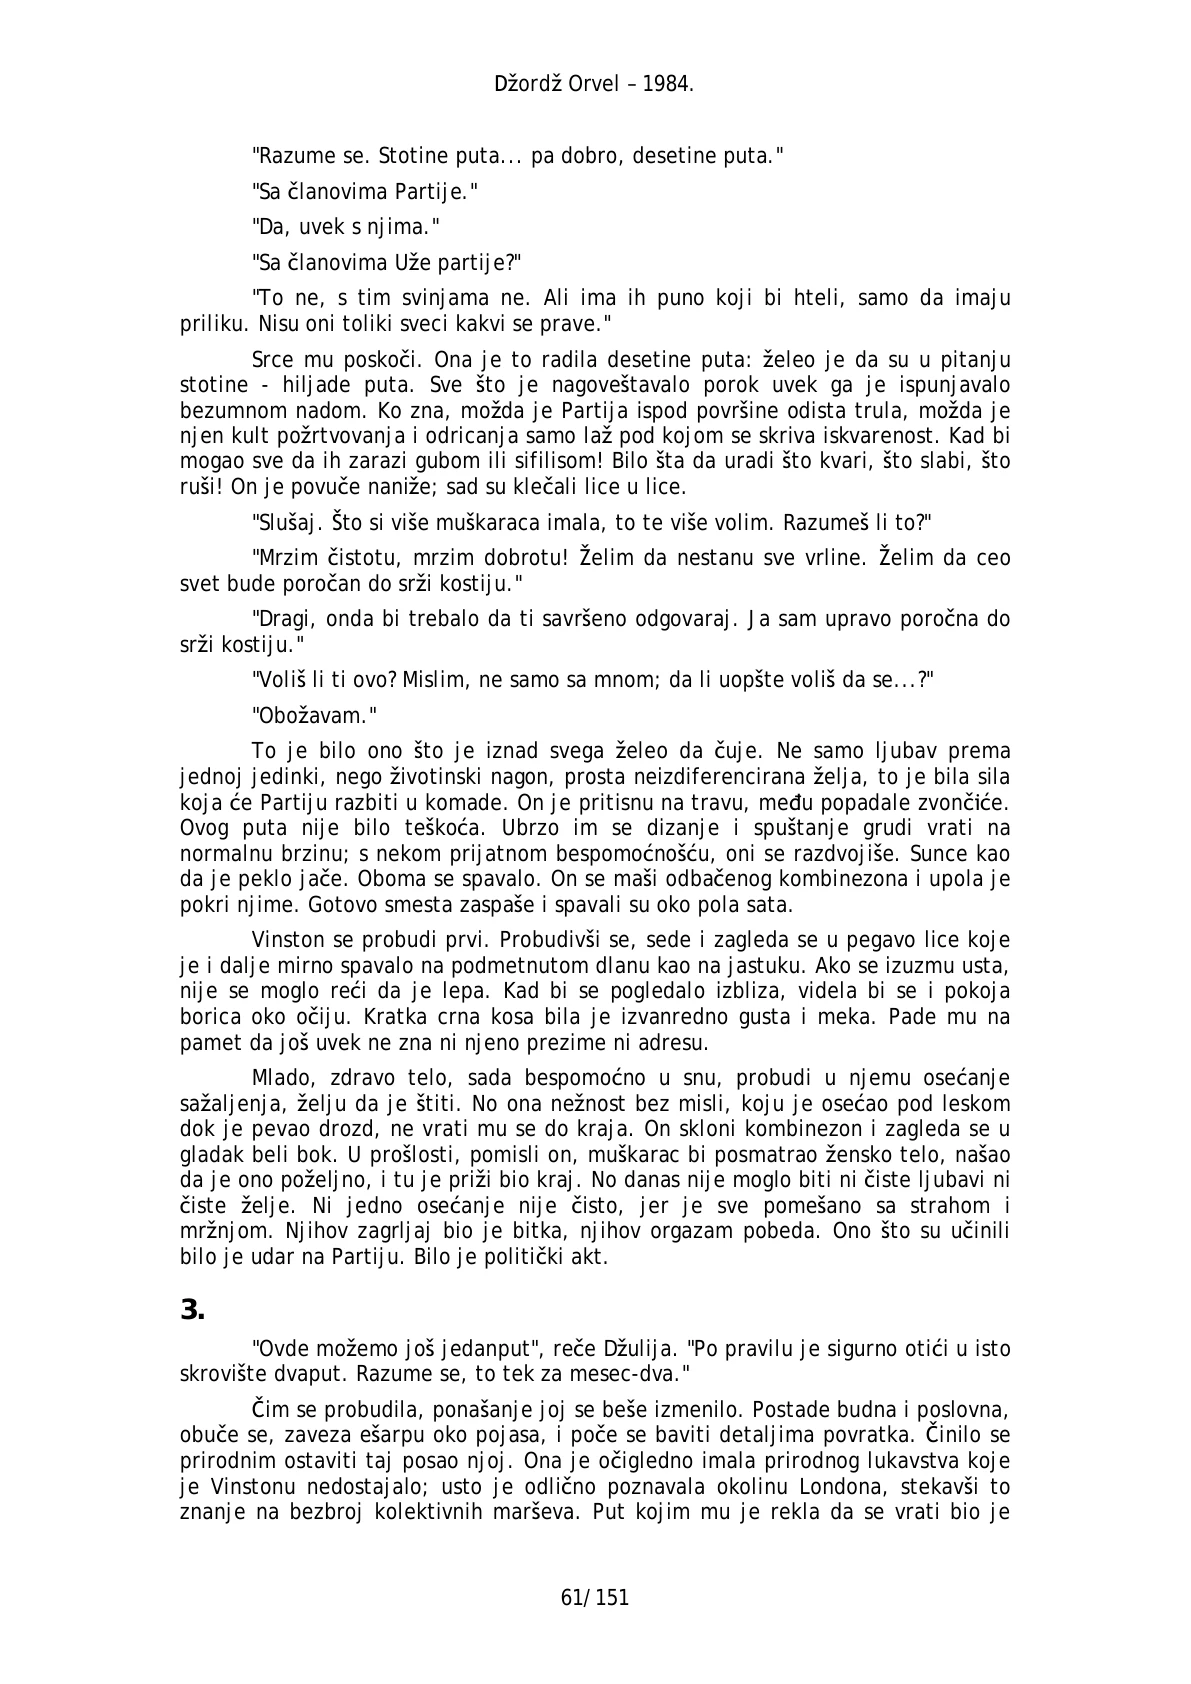 Džordž Orvel – 1984.
"Razume se. Stotine puta... pa dobro, desetine puta."
"Sa članovima Partije."
"Da, uvek s njima."
"Sa članovima Uže partije?"
"To ne, s tim svinjama ne. Ali ima ih puno koji bi hteli, samo da imaju
priliku. Nisu oni toliki sveci kakvi se prave."
Srce mu poskoči. Ona je to radila desetine puta: želeo je da su u pitanju
stotine - hiljade puta. Sve što je nagoveštavalo porok uvek ga je ispunjavalo
bezumnom nadom. Ko zna, možda je Partija ispod površine odista trula, možda je
njen kult požrtvovanja i odricanja samo laž pod kojom se skriva iskvarenost. Kad bi
mogao sve da ih zarazi gubom ili sifilisom! Bilo šta da uradi što kvari, što slabi, što
ruši! On je povuče naniže; sad su klečali lice u lice.
"Slušaj. Što si više muškaraca imala, to te više volim. Razumeš li to?"
"Mrzim čistotu, mrzim dobrotu! Želim da nestanu sve vrline. Želim da ceo
svet bude poročan do srži kostiju."
"Dragi, onda bi trebalo da ti savršeno odgovaraj. Ja sam upravo poročna do
srži kostiju."
"Voliš li ti ovo? Mislim, ne samo sa mnom; da li uopšte voliš da se...?"
"Obožavam."
To je bilo ono što je iznad svega želeo da čuje. Ne samo ljubav prema
jednoj jedinki, nego životinski nagon, prosta neizdiferencirana želja, to je bila sila
koja će Partiju razbiti u komade. On je pritisnu na travu, među popadale zvončiće.
Ovog puta nije bilo teškoća. Ubrzo im se dizanje i spuštanje grudi vrati na
normalnu brzinu; s nekom prijatnom bespomoćnošću, oni se razdvojiše. Sunce kao
da je peklo jače. Oboma se spavalo. On se maši odbačenog kombinezona i upola je
pokri njime. Gotovo smesta zaspaše i spavali su oko pola sata.
Vinston se probudi prvi. Probudivši se, sede i zagleda se u pegavo lice koje
je i dalje mirno spavalo na podmetnutom dlanu kao na jastuku. Ako se izuzmu usta,
nije se moglo reći da je lepa. Kad bi se pogledalo izbliza, videla bi se i pokoja
borica oko očiju. Kratka crna kosa bila je izvanredno gusta i meka. Pade mu na
pamet da još uvek ne zna ni njeno prezime ni adresu.
Mlado, zdravo telo, sada bespomoćno u snu, probudi u njemu osećanje
sažaljenja, želju da je štiti. No ona nežnost bez misli, koju je osećao pod leskom
dok je pevao drozd, ne vrati mu se do kraja. On skloni kombinezon i zagleda se u
gladak beli bok. U prošlosti, pomisli on, muškarac bi posmatrao žensko telo, našao
da je ono poželjno, i tu je priži bio kraj. No danas nije moglo biti ni čiste ljubavi ni
čiste želje. Ni jedno osećanje nije čisto, jer je sve pomešano sa strahom i
mržnjom. Njihov zagrljaj bio je bitka, njihov orgazam pobeda. Ono što su učinili
bilo je udar na Partiju. Bilo je politički akt.
3.
"Ovde možemo još jedanput", reče Džulija. "Po pravilu je sigurno otići u isto
skrovište dvaput. Razume se, to tek za mesec-dva."
Čim se probudila, ponašanje joj se beše izmenilo. Postade budna i poslovna,
obuče se, zaveza ešarpu oko pojasa, i poče se baviti detaljima povratka. Činilo se
prirodnim ostaviti taj posao njoj. Ona je očigledno imala prirodnog lukavstva koje
je Vinstonu nedostajalo; usto je odlično poznavala okolinu Londona, stekavši to
znanje na bezbroj kolektivnih marševa. Put kojim mu je rekla da se vrati bio je
61/151